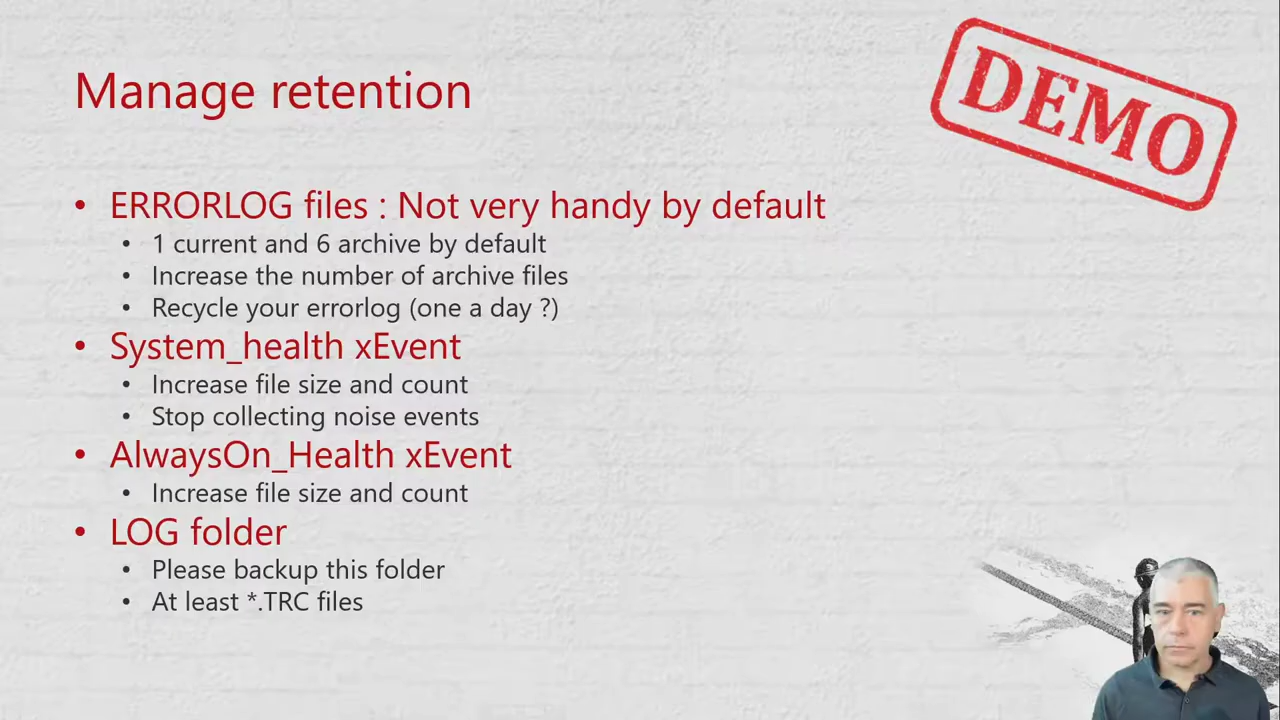 Manage retention
DEMO
• ERRORLOG files : Not very handy by default
• 1 current and 6 archive by default
• Increase the number of archive files
• Recycle your errorlog (one a day ?)
• System_health xEvent
• Increase file size and count
• Stop collecting noise events
• AlwaysOn_Health xEvent
• Increase file size and count
• LOG folder
• Please backup this folder
• At least *.TRC files